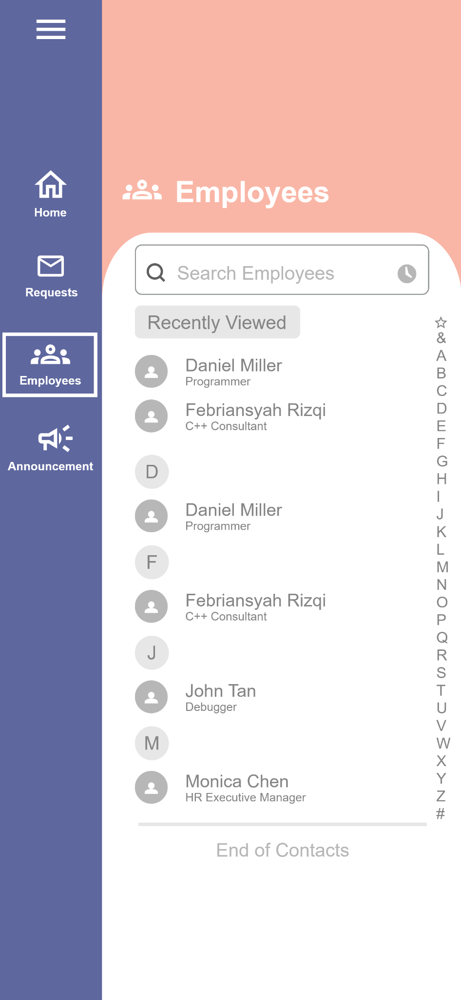 Home
Requests
Employees
Announcement
Employees
Search Employees
Recently Viewed
Daniel Miller
Programmer
Febriansyah Rizqi
C++ Consultant
D
Daniel Miller
Programmer
F
Febriansyah Rizqi
C++ Consultant
J
John Tan
Debugger
M
Monica Chen
HR Executive Manager
End of Contacts
&
A
B
C
D
E
F
G
H
I
J
K
L
M
N
O
P
Q
R
S
T
U
V
W
X
Y
Z
#